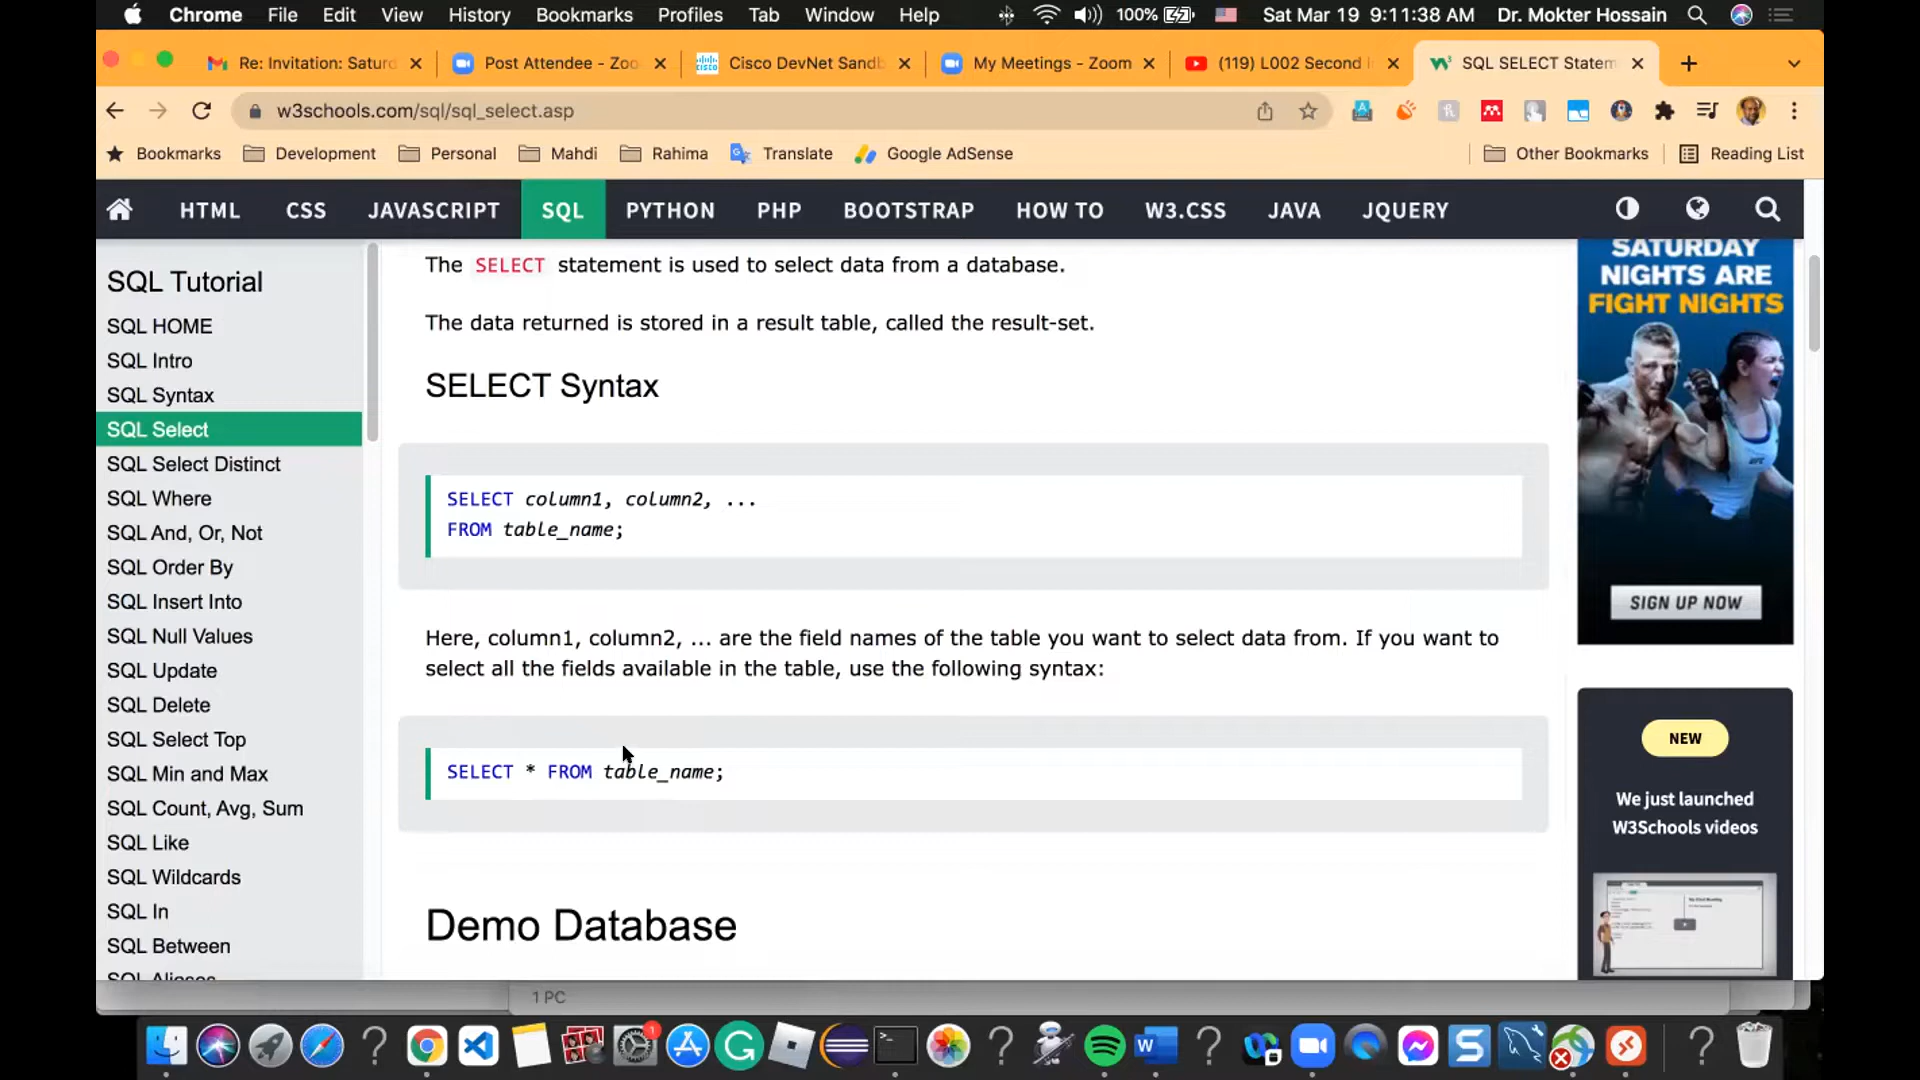 Chrome File Edit View History Bookmarks Profiles Tab Window Help 100% Sat Mar 19 9:11:38 AM Dr. Mokter Hossain
Re: Invitation: Saturd
Post Attendee - Zoo
Cisco DevNet Sandb
My Meetings - Zoom
(119) L002 Second i
SQL SELECT Statem
w3schools.com/sql/sql_select.asp
Bookmarks Development Personal Mahdi Rahima Translate Google AdSense Other Bookmarks Reading List
HTML CSS JAVASCRIPT SQL PYTHON PHP BOOTSTRAP HOW TO W3.CSS JAVA JQUERY
SQL Tutorial
SQL HOME
SQL Intro
SQL Syntax
SQL Select
SQL Select Distinct
SQL Where
SQL And, Or, Not
SQL Order By
SQL Insert Into
SQL Null Values
SQL Update
SQL Delete
SQL Select Top
SQL Min and Max
SQL Count, Avg, Sum
SQL Like
SQL Wildcards
SQL In
SQL Between
SQL Aliases
The SELECT statement is used to select data from a database.
The data returned is stored in a result table, called the result-set.
SELECT Syntax
SELECT column1, column2, ...
FROM table_name;
Here, column1, column2, ... are the field names of the table you want to select data from. If you want to
select all the fields available in the table, use the following syntax:
SELECT * FROM table_name;
Demo Database
SATURDAY
NIGHTS ARE
FIGHT NIGHTS
SIGN UP NOW
NEW
We just launched
W3Schools videos
1 PC